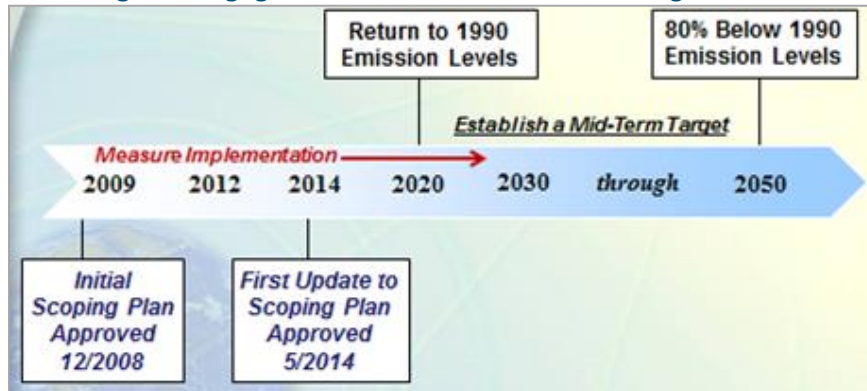 Return to 1990
Emission Levels
80% Below 1990
Emission Levels
Establish a Mid-Term Target
Measure Implementation
2009 2012 2014 2020 2030 through 2050
Initial
Scoping Plan
Approved
12/2008
First Update to
Scoping Plan
Approved
5/2014